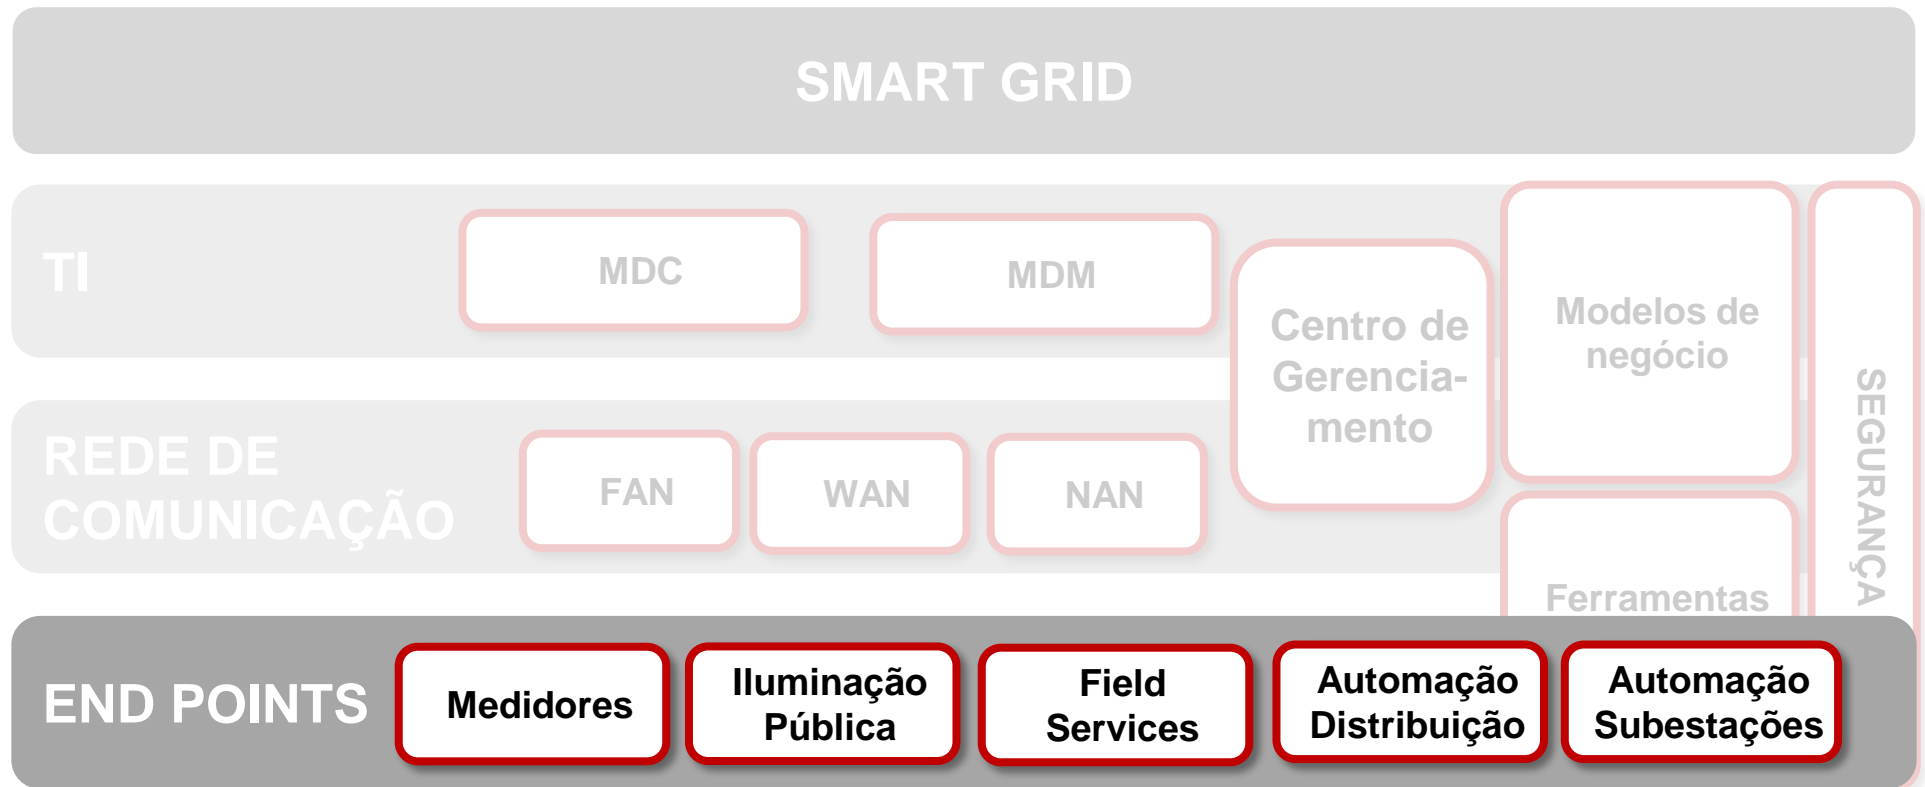 SMART GRID
TI
MDC
MDM
Centro de
Gerencia-
mento
Modelos de
negócio
SEGURANÇA
REDE DE
COMUNICAÇÃO
FAN
WAN
NAN
Ferramentas
END POINTS
Medidores
Iluminação
Pública
Field
Services
Automação
Distribuição
Automação
Subestações